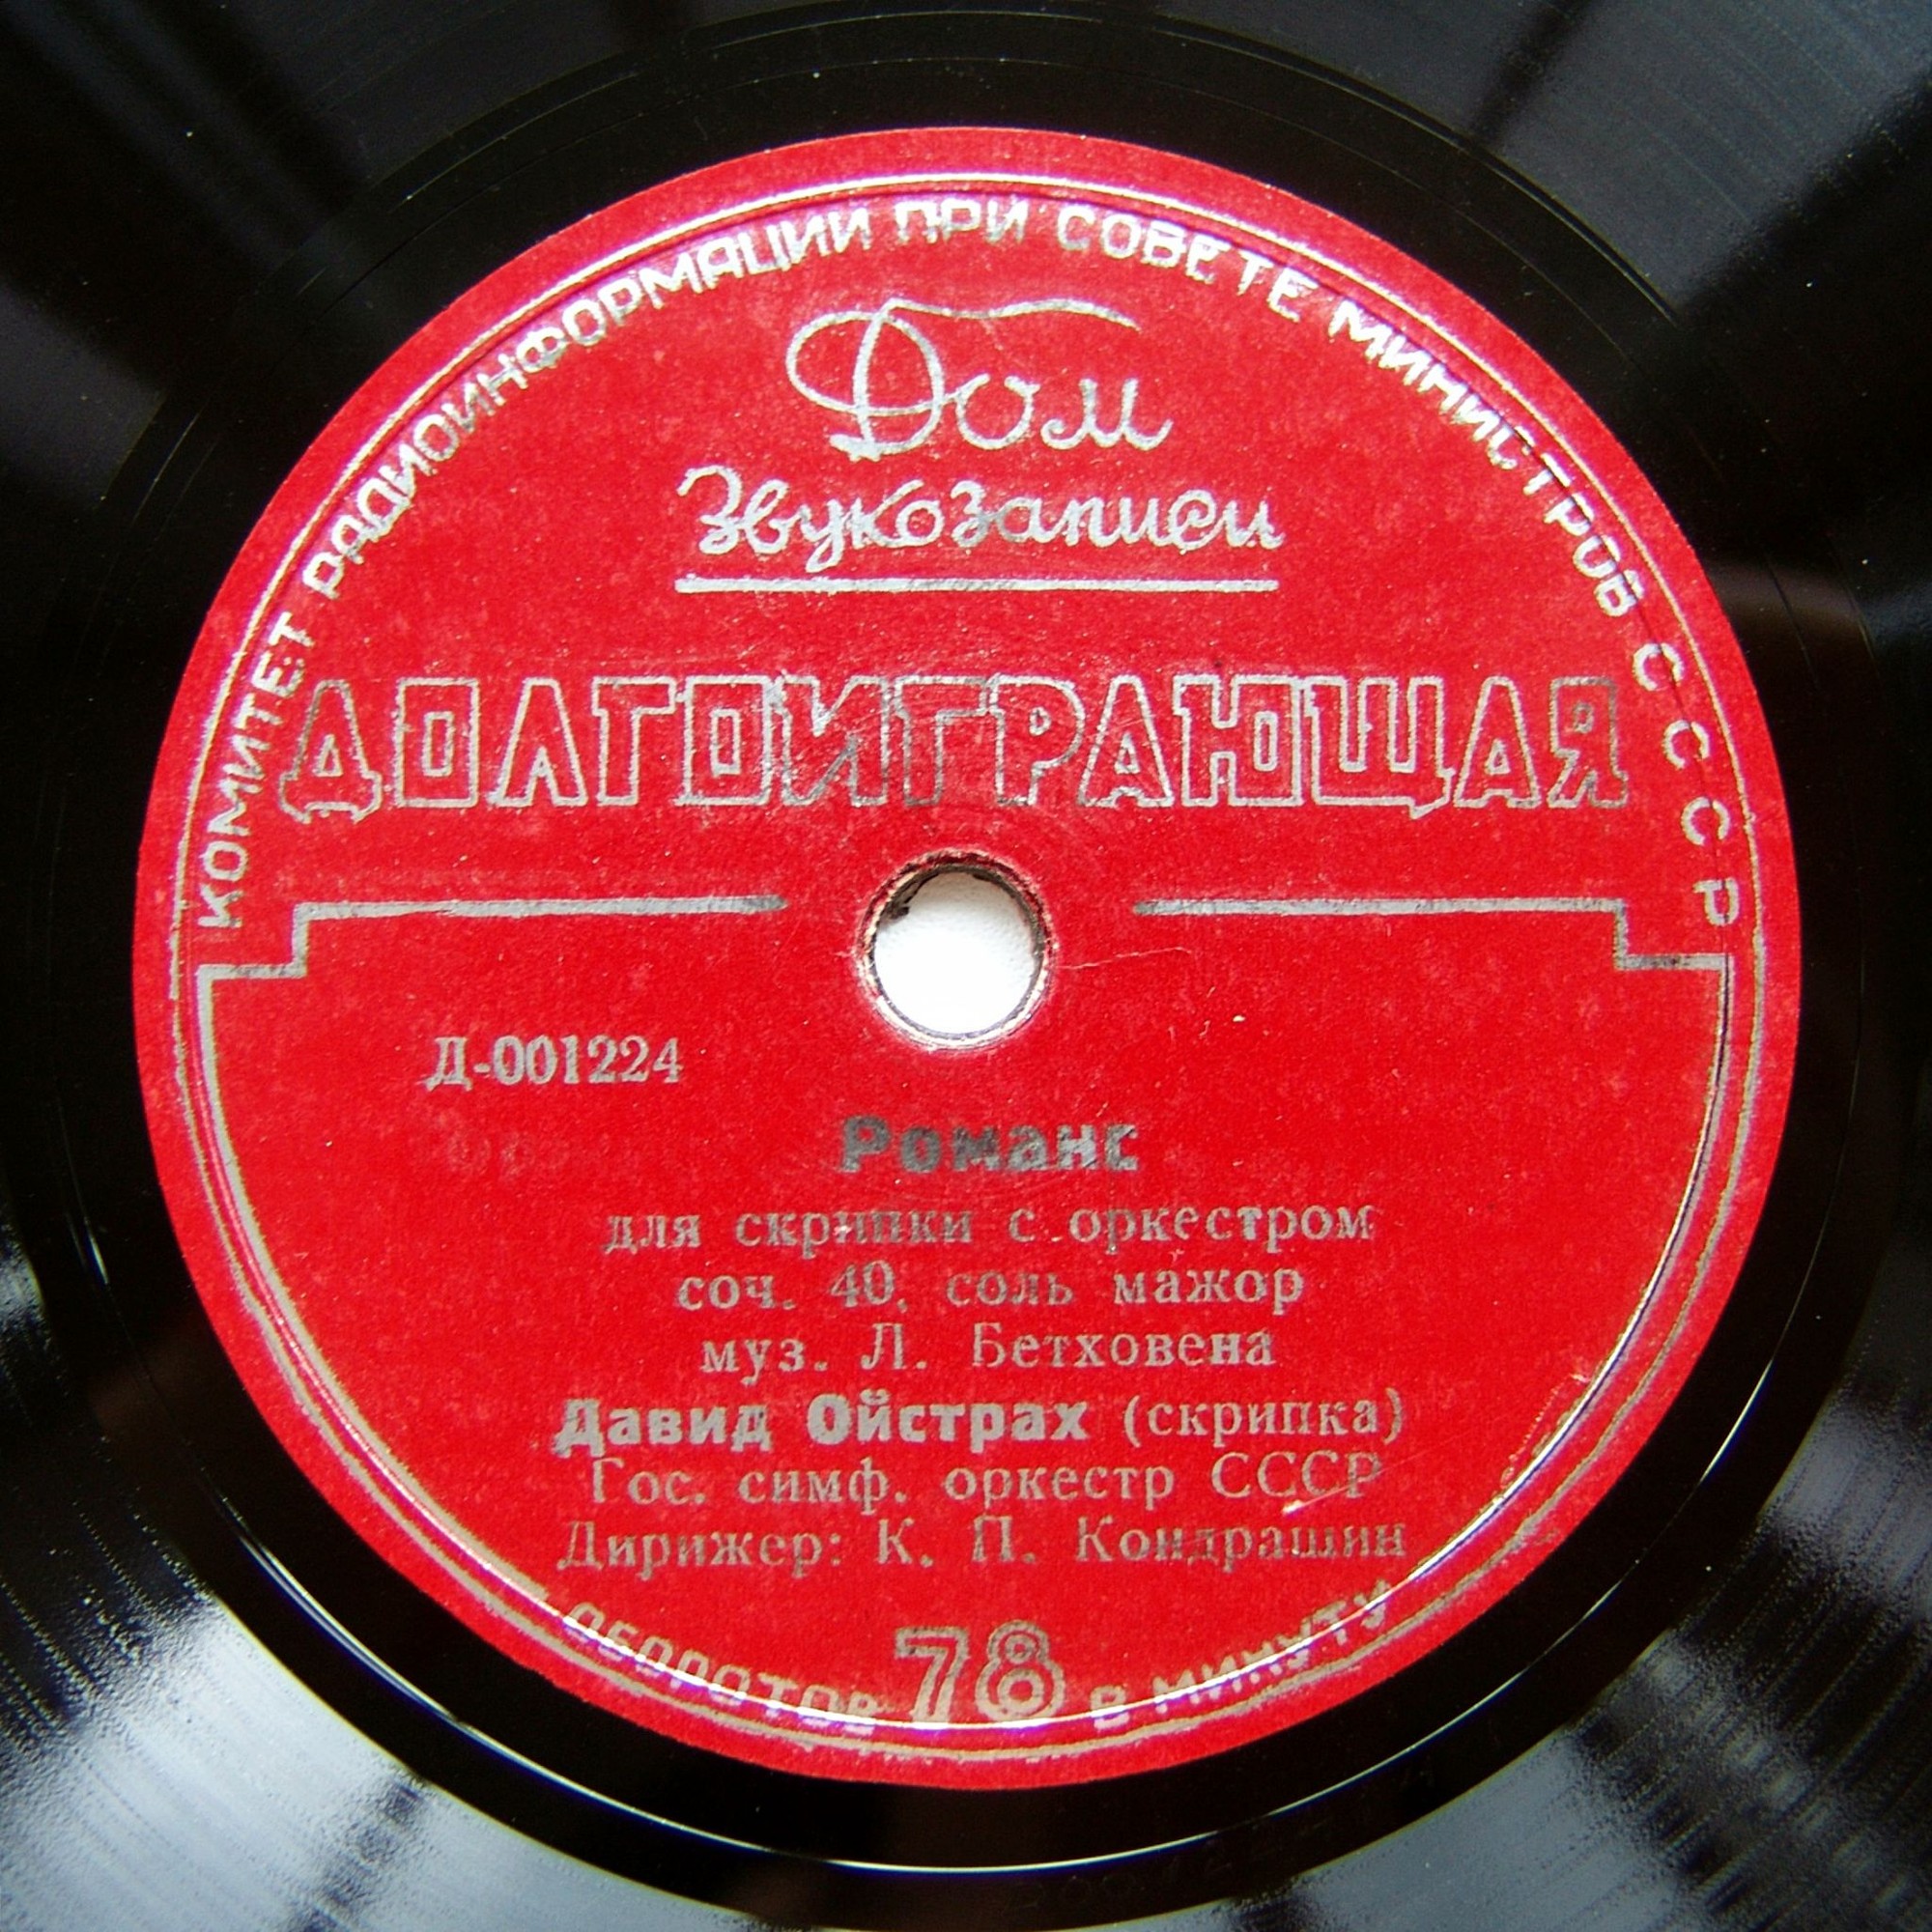 КОМИТЕТ РАДИОИНФОРМАЦИИ ПРИ СОВЕТЕ МИНИСТРОВ СССР
Дом
Звукозаписи
ДОЛГОИГРАЮЩАЯ
Д-001224
Романс
для скрипки с оркестром
соч. 40, соль мажор
муз. Л. Бетховена
Давид Ойстрах (скрипка)
Гос. симф. оркестр СССР
Дирижер: К. П. Кондрашин
ОБОРОТОВ 78 В МИНУТУ